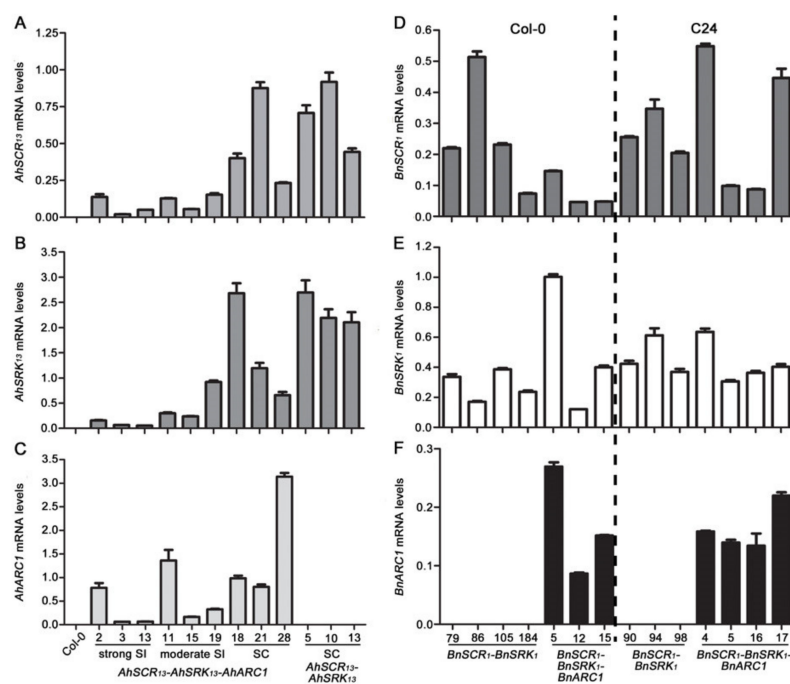 A
AhSCR¹³ mRNA levels
1.25
1.00
0.75
0.50
0.25
0.00
B
AhSRK¹³ mRNA levels
3.5
3.0
2.5
2.0
1.5
1.0
0.5
0.0
C
AhARC1 mRNA levels
3.5
3.0
2.5
2.0
1.5
1.0
0.5
0.0
Col-0 2 3 13 11 15 19 18 21 28 5 10 13
strong SI moderate SI SC SC
AhSCR₁₃-AhSRK₁₃-AhARC1 AhSCR₁₃-
AhSRK₁₃
D Col-0 C24
BnSCR¹ mRNA levels
0.6
0.5
0.4
0.3
0.2
0.1
0.0
E
BnSRK¹ mRNA levels
1.2
1.0
0.8
0.6
0.4
0.2
0.0
F
BnARC1 mRNA levels
0.3
0.2
0.1
0.0
79 86 105 184 5 12 15 90 94 98 4 5 16 17
BnSCR₁-BnSRK₁ BnSCR₁- BnSCR₁- BnSCR₁-BnSRK₁-
BnSRK₁- BnSRK₁ BnARC1
BnARC1